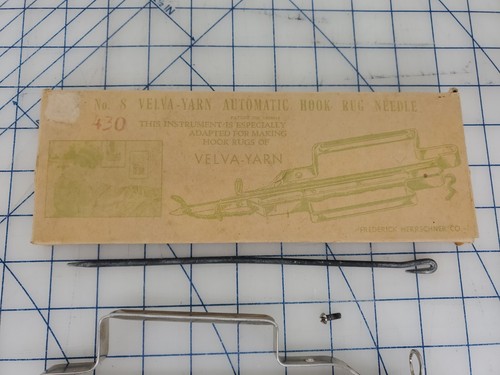 No. 8 VELVA-YARN AUTOMATIC HOOK RUG NEEDLE
430
THIS INSTRUMENT IS ESPECIALLY
ADAPTED FOR MAKING
HOOK RUGS OF
VELVA-YARN
FREDERICK HERRSCHNER CO.